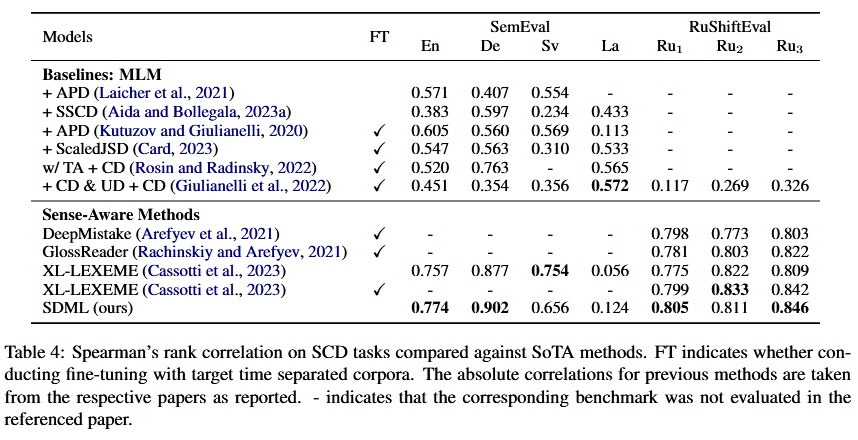 Models FT SemEval RuShiftEval
En De Sv La Ru₁ Ru₂ Ru₃
Baselines: MLM
+ APD (Laicher et al., 2021) 0.571 0.407 0.554 - - - -
+ SSCD (Aida and Bollegala, 2023a) 0.383 0.597 0.234 0.433 - - -
+ APD (Kutuzov and Giulianelli, 2020) ✓ 0.605 0.560 0.569 0.113 - - -
+ ScaledJSD (Card, 2023) ✓ 0.547 0.563 0.310 0.533 - - -
w/ TA + CD (Rosin and Radinsky, 2022) ✓ 0.520 0.763 - 0.565 - - -
+ CD & UD + CD (Giulianelli et al., 2022) ✓ 0.451 0.354 0.356 0.572 0.117 0.269 0.326
Sense-Aware Methods
DeepMistake (Arefyev et al., 2021) ✓ - - - - 0.798 0.773 0.803
GlossReader (Rachinskiy and Arefyev, 2021) ✓ - - - - 0.781 0.803 0.822
XL-LEXEME (Cassotti et al., 2023) 0.757 0.877 0.754 0.056 0.775 0.822 0.809
XL-LEXEME (Cassotti et al., 2023) ✓ - - - - 0.799 0.833 0.842
SDML (ours) 0.774 0.902 0.656 0.124 0.805 0.811 0.846
Table 4: Spearman's rank correlation on SCD tasks compared against SoTA methods. FT indicates whether con-
ducting fine-tuning with target time separated corpora. The absolute correlations for previous methods are taken
from the respective papers as reported. - indicates that the corresponding benchmark was not evaluated in the
referenced paper.